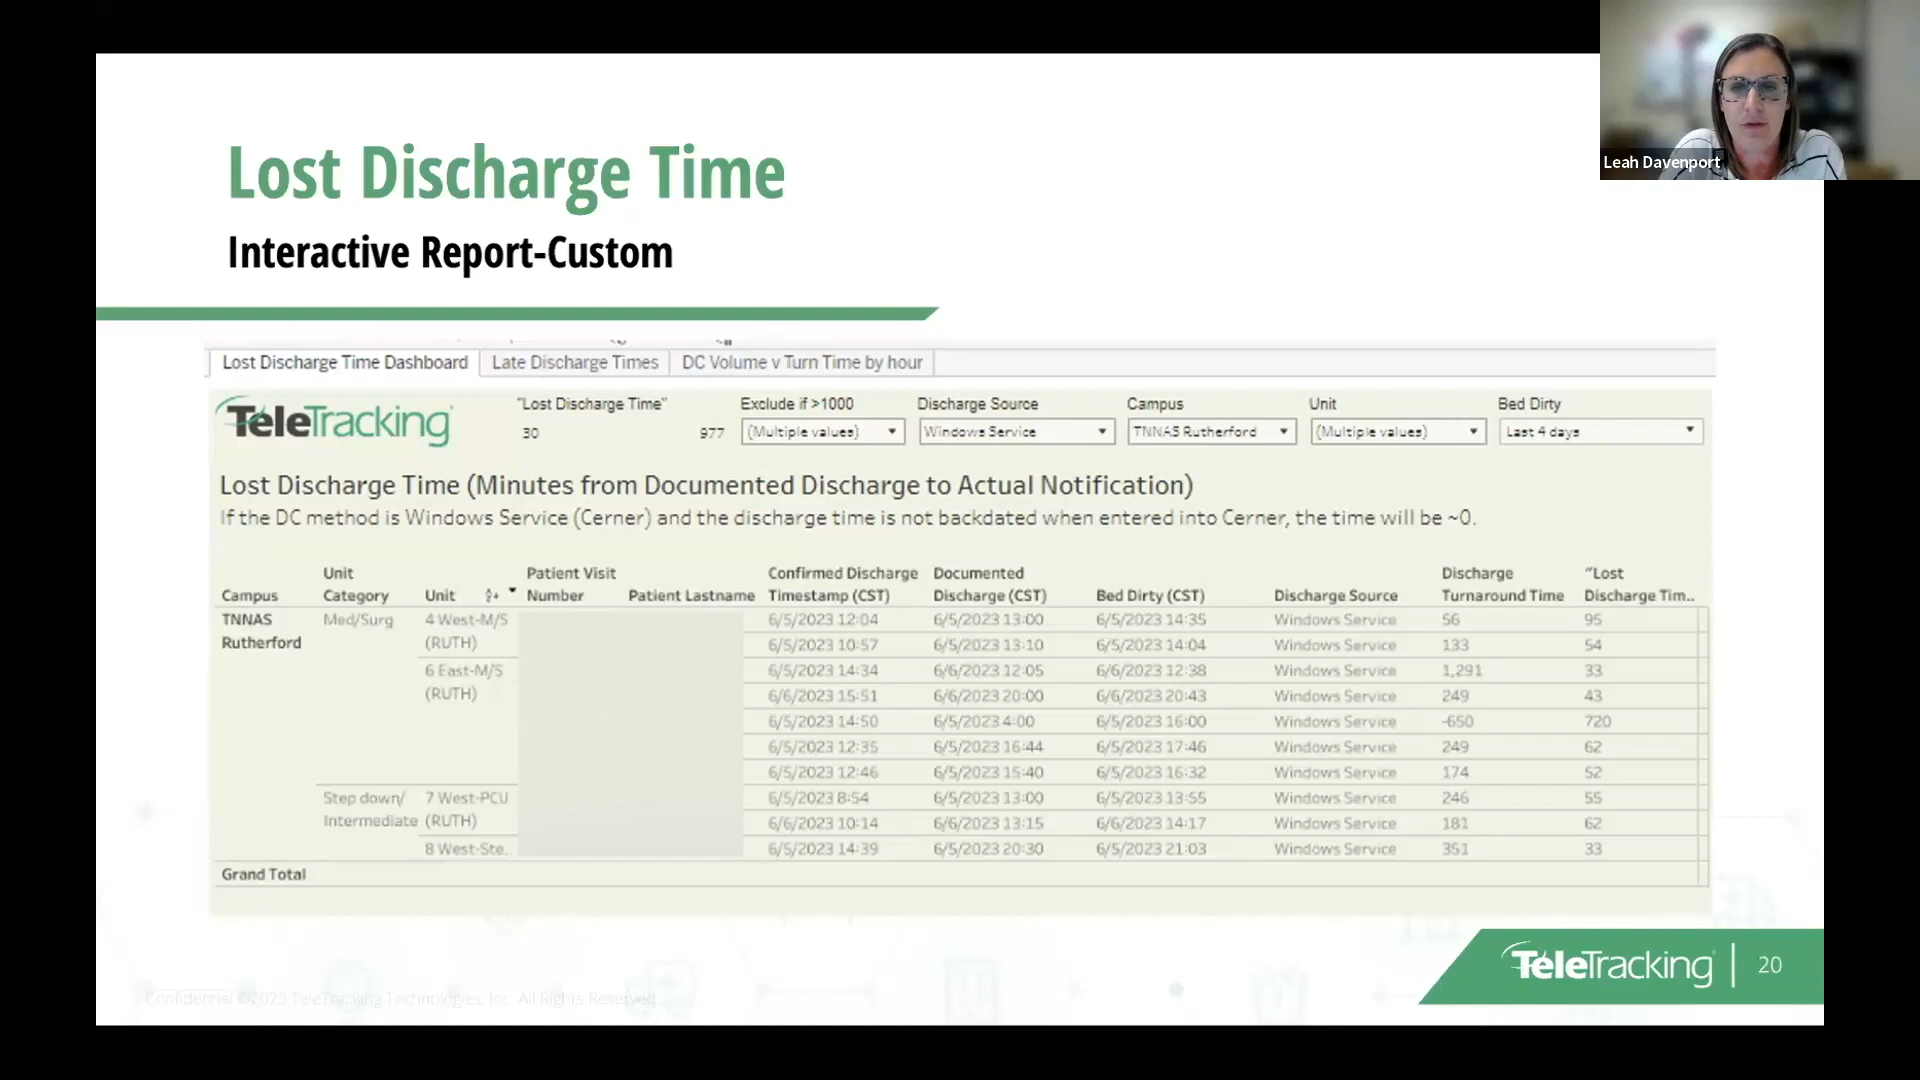 Leah Davenport
Lost Discharge Time
Interactive Report-Custom
Lost Discharge Time Dashboard Late Discharge Times DC Volume v Turn Time by hour
TeleTracking
"Lost Discharge Time" Exclude if >1000 Discharge Source Campus Unit Bed Dirty
30 977 (Multiple values) Windows Service TNNAS Rutherford (Multiple values) Last 4 days
Lost Discharge Time (Minutes from Documented Discharge to Actual Notification)
If the DC method is Windows Service (Cerner) and the discharge time is not backdated when entered into Cerner, the time will be ~0.
Unit Patient Visit Confirmed Discharge Documented Discharge "Lost
Campus Category Unit Number Patient Lastname Timestamp (CST) Discharge (CST) Bed Dirty (CST) Discharge Source Turnaround Time Discharge Tim..
TNNAS Med/Surg 4 West-M/S 6/5/2023 12:04 6/5/2023 13:00 6/5/2023 14:35 Windows Service 56 95
Rutherford (RUTH) 6/5/2023 10:57 6/5/2023 13:10 6/5/2023 14:04 Windows Service 133 54
6 East-M/S 6/5/2023 14:34 6/6/2023 12:05 6/6/2023 12:38 Windows Service 1,291 33
(RUTH) 6/6/2023 15:51 6/6/2023 20:00 6/6/2023 20:43 Windows Service 249 43
6/5/2023 14:50 6/5/2023 4:00 6/5/2023 16:00 Windows Service -650 720
6/5/2023 12:35 6/5/2023 16:44 6/5/2023 17:46 Windows Service 249 62
6/5/2023 12:46 6/5/2023 15:40 6/5/2023 16:32 Windows Service 174 52
Step down/ 7 West-PCU 6/5/2023 8:54 6/5/2023 13:00 6/5/2023 13:55 Windows Service 246 55
Intermediate (RUTH) 6/6/2023 10:14 6/6/2023 13:15 6/6/2023 14:17 Windows Service 181 62
8 West-Ste.. 6/5/2023 14:39 6/5/2023 20:30 6/5/2023 21:03 Windows Service 351 33
Grand Total
TeleTracking 20
Confidential ©2023 TeleTracking Technologies, Inc. All Rights Reserved